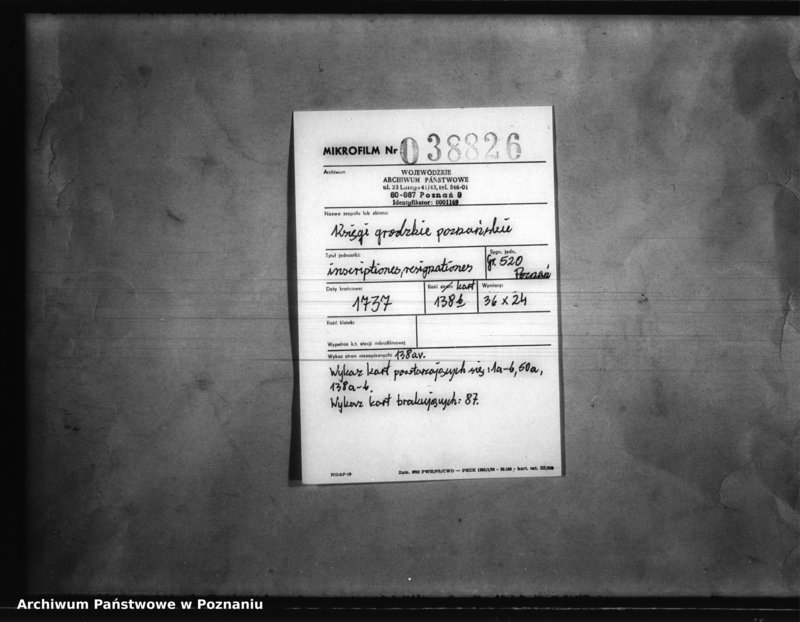 MIKROFILM Nr 038826
Archiwum
WOJEWÓDZKIE
ARCHIWUM PAŃSTWOWE
ul. 23 Lutego 41/43, tel. 546-01
60-967 Poznań 9
Identyfikator: 0001169
Nazwa zespołu lub zbioru:
Księgi grodzkie poznańskie
Tytuł jednostki: Sygn. jedn.
inscriptiones, resignationes Gr. 520
Poznań
Daty krańcowe: Ilość stron: kart Wymiary:
1737 138b 36 x 24
Ilość klatek:
Wypełnia k.t. stacji mikrofilmowej
Wykaz stron niezapisanych: 138av.
Wykaz kart powtarzających się: 1a-b, 50a,
138a-b.
Wykaz kart brakujących: 87.
Archiwum Państwowe w Poznaniu